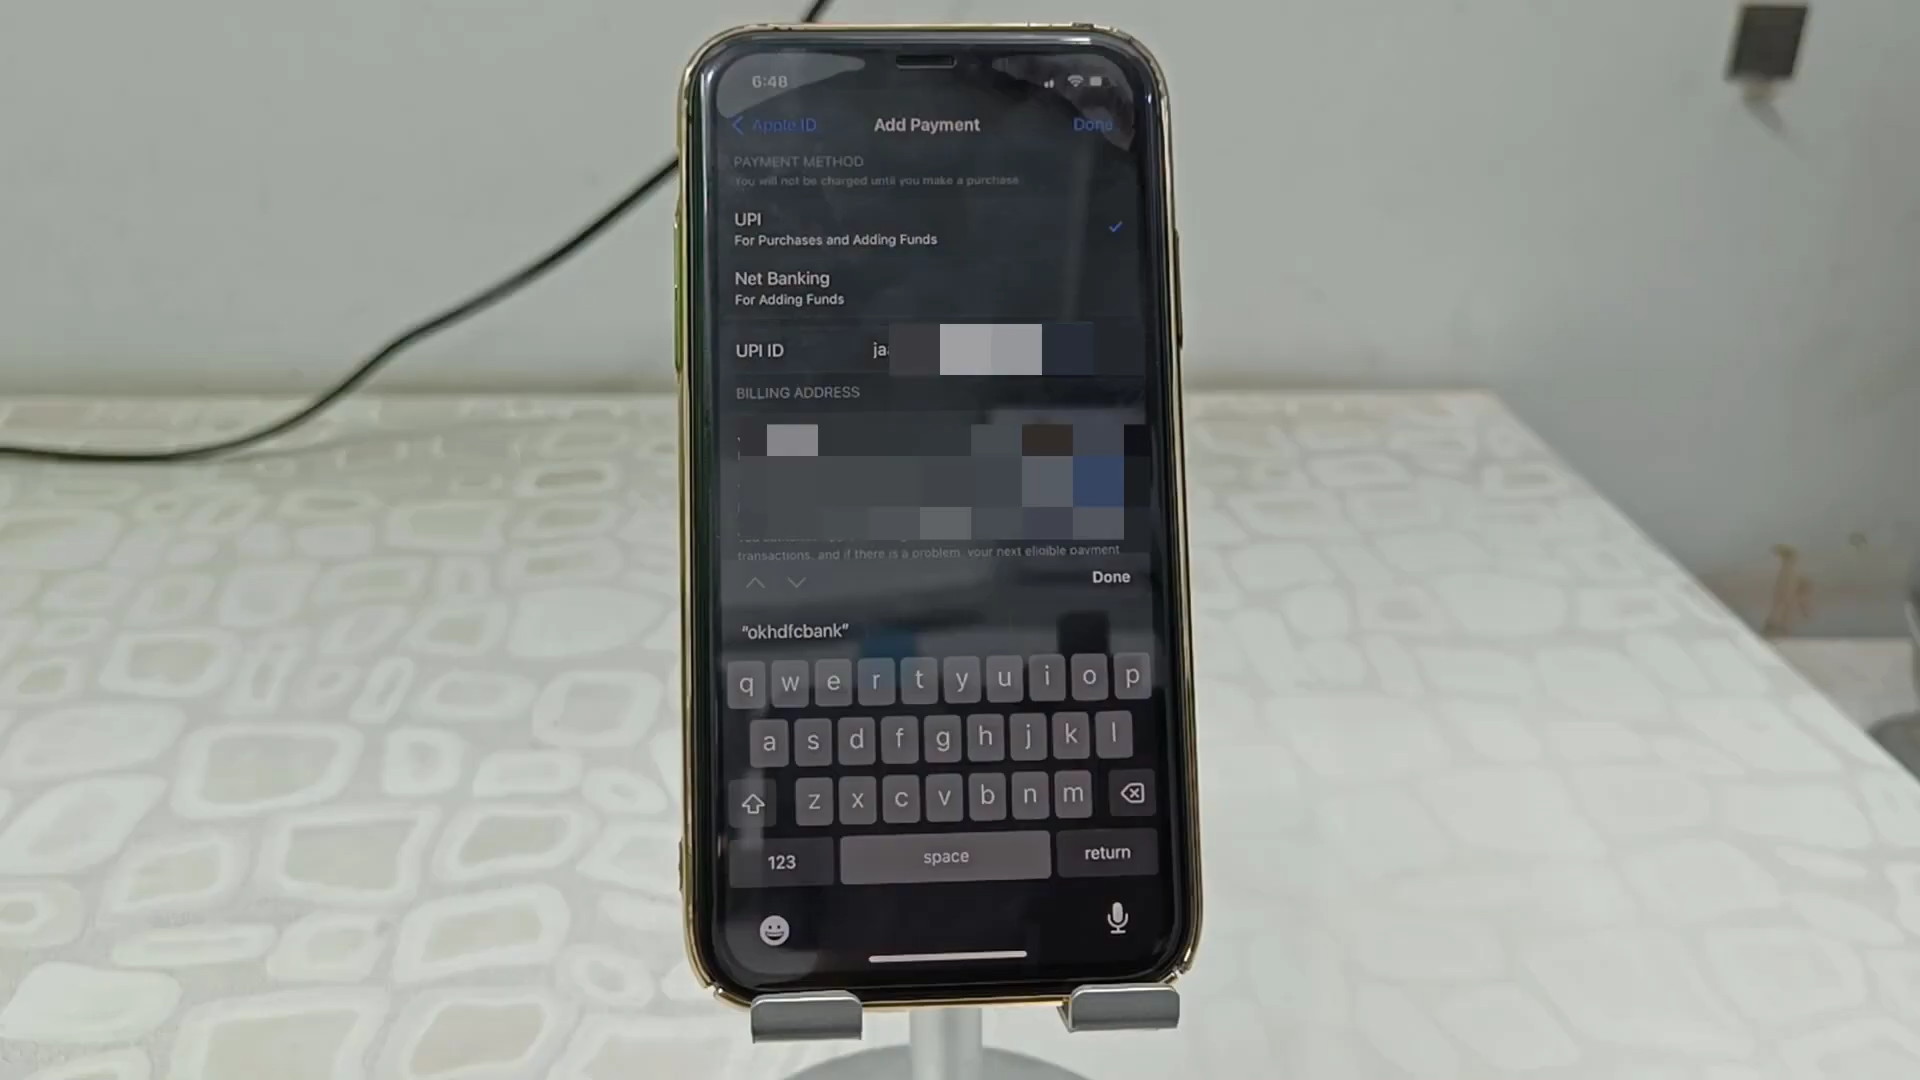 6:48
Apple ID
Add Payment
Done
PAYMENT METHOD
You will not be charged until you make a purchase.
UPI
For Purchases and Adding Funds
Net Banking
For Adding Funds
UPI ID
ja
BILLING ADDRESS
transactions, and if there is a problem, your next eligible payment
Done
“okhdfcbank”
q w e r t y u i o p
a s d f g h j k l
z x c v b n m
123
space
return